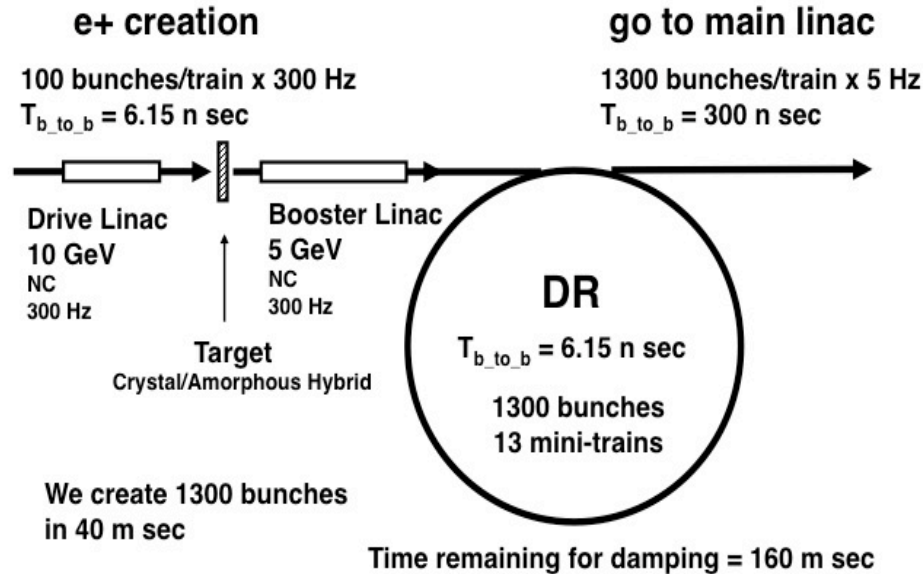 e+ creation
100 bunches/train x 300 Hz
T_b_to_b = 6.15 n sec
go to main linac
1300 bunches/train x 5 Hz
T_b_to_b = 300 n sec
Drive Linac
10 GeV
NC
300 Hz
Booster Linac
5 GeV
NC
300 Hz
Target
Crystal/Amorphous Hybrid
DR
T_b_to_b = 6.15 n sec
1300 bunches
13 mini-trains
We create 1300 bunches
in 40 m sec
Time remaining for damping = 160 m sec